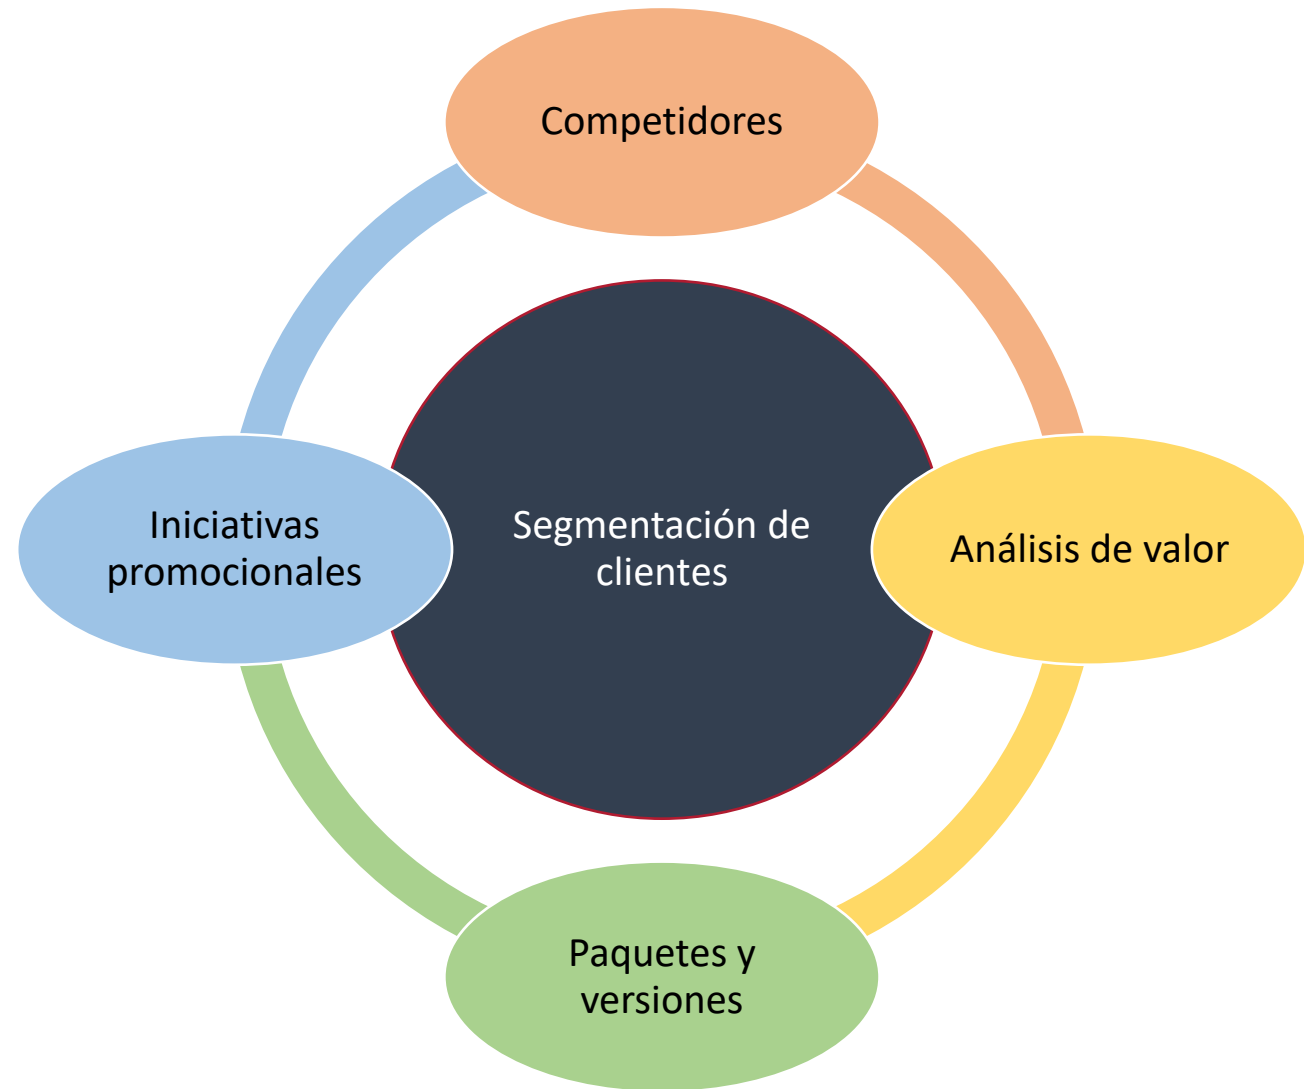 Competidores
Iniciativas
promocionales
Segmentación de
clientes
Análisis de valor
Paquetes y
versiones